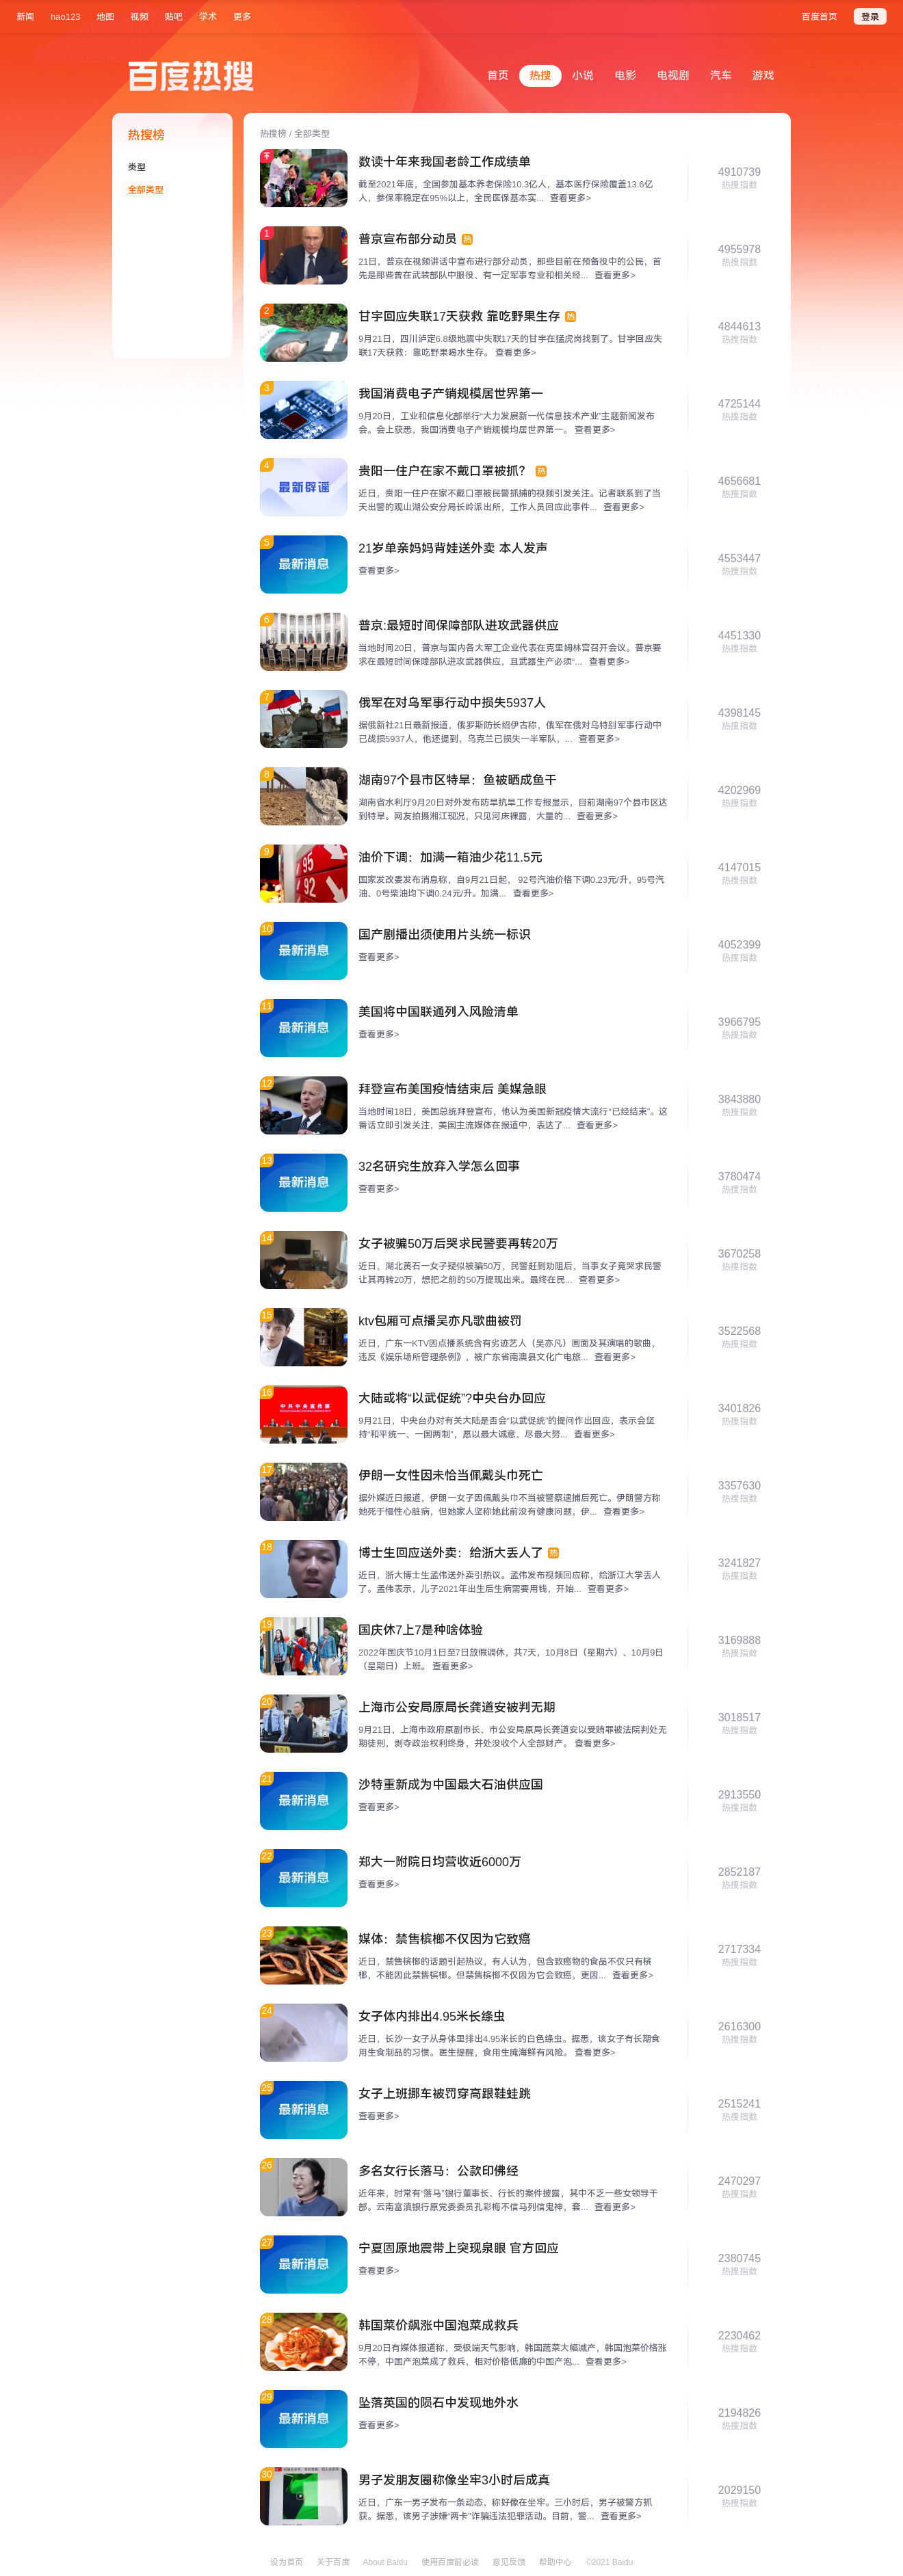 新闻 hao123 地图 视频 贴吧 学术 更多 百度首页 登录
百度热搜
首页 热搜 小说 电影 电视剧 汽车 游戏
热搜榜
类型
全部类型
热搜榜 / 全部类型
数读十年来我国老龄工作成绩单
截至2021年底，全国参加基本养老保险10.3亿人，基本医疗保险覆盖13.6亿
人，参保率稳定在95%以上，全民医保基本实... 查看更多>
4910739
热搜指数
1
普京宣布部分动员 热
21日，普京在视频讲话中宣布进行部分动员，那些目前在预备役中的公民，首
先是那些曾在武装部队中服役、有一定军事专业和相关经... 查看更多>
4955978
热搜指数
2
甘宇回应失联17天获救 靠吃野果生存 热
9月21日，四川泸定6.8级地震中失联17天的甘宇在猛虎岗找到了。甘宇回应失
联17天获救：靠吃野果喝水生存。 查看更多>
4844613
热搜指数
3
我国消费电子产销规模居世界第一
9月20日，工业和信息化部举行“大力发展新一代信息技术产业”主题新闻发布
会。会上获悉，我国消费电子产销规模均居世界第一。 查看更多>
4725144
热搜指数
4
最新辟谣
贵阳一住户在家不戴口罩被抓？ 热
近日，贵阳一住户在家不戴口罩被民警抓捕的视频引发关注。记者联系到了当
天出警的观山湖公安分局长岭派出所，工作人员回应此事件... 查看更多>
4656681
热搜指数
5
最新消息
21岁单亲妈妈背娃送外卖 本人发声
查看更多>
4553447
热搜指数
6
普京:最短时间保障部队进攻武器供应
当地时间20日，普京与国内各大军工企业代表在克里姆林宫召开会议。普京要
求在最短时间保障部队进攻武器供应，且武器生产必须“... 查看更多>
4451330
热搜指数
7
俄军在对乌军事行动中损失5937人
据俄新社21日最新报道，俄罗斯防长绍伊古称，俄军在俄对乌特别军事行动中
已战损5937人，他还提到，乌克兰已损失一半军队，... 查看更多>
4398145
热搜指数
8
湖南97个县市区特旱：鱼被晒成鱼干
湖南省水利厅9月20日对外发布防旱抗旱工作专报显示，目前湖南97个县市区达
到特旱。网友拍摄湘江现况，只见河床裸露，大量的... 查看更多>
4202969
热搜指数
9
95
92
油价下调：加满一箱油少花11.5元
国家发改委发布消息称，自9月21日起， 92号汽油价格下调0.23元/升，95号汽
油、0号柴油均下调0.24元/升。加满... 查看更多>
4147015
热搜指数
10
最新消息
国产剧播出须使用片头统一标识
查看更多>
4052399
热搜指数
11
最新消息
美国将中国联通列入风险清单
查看更多>
3966795
热搜指数
12
拜登宣布美国疫情结束后 美媒急眼
当地时间18日，美国总统拜登宣布，他认为美国新冠疫情大流行“已经结束”。这
番话立即引发关注，美国主流媒体在报道中，表达了... 查看更多>
3843880
热搜指数
13
最新消息
32名研究生放弃入学怎么回事
查看更多>
3780474
热搜指数
14
女子被骗50万后哭求民警要再转20万
近日，湖北黄石一女子疑似被骗50万，民警赶到劝阻后，当事女子竟哭求民警
让其再转20万，想把之前的50万提现出来。最终在民... 查看更多>
3670258
热搜指数
15
ktv包厢可点播吴亦凡歌曲被罚
近日，广东一KTV因点播系统含有劣迹艺人（吴亦凡）画面及其演唱的歌曲，
违反《娱乐场所管理条例》，被广东省南澳县文化广电旅... 查看更多>
3522568
热搜指数
16
中共中央宣传部
大陆或将“以武促统”?中央台办回应
9月21日，中央台办对有关大陆是否会“以武促统”的提问作出回应，表示会坚
持“和平统一、一国两制”，愿以最大诚意、尽最大努... 查看更多>
3401826
热搜指数
17
伊朗一女性因未恰当佩戴头巾死亡
据外媒近日报道，伊朗一女子因佩戴头巾不当被警察逮捕后死亡。伊朗警方称
她死于慢性心脏病，但她家人坚称她此前没有健康问题，伊... 查看更多>
3357630
热搜指数
18
博士生回应送外卖：给浙大丢人了 热
近日，浙大博士生孟伟送外卖引热议。孟伟发布视频回应称，给浙江大学丢人
了。孟伟表示，儿子2021年出生后生病需要用钱，开始... 查看更多>
3241827
热搜指数
19
国庆休7上7是种啥体验
2022年国庆节10月1日至7日放假调休，共7天，10月8日（星期六）、10月9日
（星期日）上班。 查看更多>
3169888
热搜指数
20
上海市公安局原局长龚道安被判无期
9月21日，上海市政府原副市长、市公安局原局长龚道安以受贿罪被法院判处无
期徒刑，剥夺政治权利终身，并处没收个人全部财产。 查看更多>
3018517
热搜指数
21
最新消息
沙特重新成为中国最大石油供应国
查看更多>
2913550
热搜指数
22
最新消息
郑大一附院日均营收近6000万
查看更多>
2852187
热搜指数
23
媒体：禁售槟榔不仅因为它致癌
近日，禁售槟榔的话题引起热议，有人认为，包含致癌物的食品不仅只有槟
榔，不能因此禁售槟榔。但禁售槟榔不仅因为它会致癌，更因... 查看更多>
2717334
热搜指数
24
女子体内排出4.95米长绦虫
近日，长沙一女子从身体里排出4.95米长的白色绦虫。据悉，该女子有长期食
用生食制品的习惯。医生提醒，食用生腌海鲜有风险。 查看更多>
2616300
热搜指数
25
最新消息
女子上班挪车被罚穿高跟鞋蛙跳
查看更多>
2515241
热搜指数
26
多名女行长落马：公款印佛经
近年来，时常有“落马”银行董事长、行长的案件披露，其中不乏一些女领导干
部。云南富滇银行原党委委员孔彩梅不信马列信鬼神，套... 查看更多>
2470297
热搜指数
27
最新消息
宁夏固原地震带上突现泉眼 官方回应
查看更多>
2380745
热搜指数
28
韩国菜价飙涨中国泡菜成救兵
9月20日有媒体报道称，受极端天气影响，韩国蔬菜大幅减产，韩国泡菜价格涨
不停，中国产泡菜成了救兵，相对价格低廉的中国产泡... 查看更多>
2230462
热搜指数
29
最新消息
坠落英国的陨石中发现地外水
查看更多>
2194826
热搜指数
30
男子发朋友圈称像坐牢3小时后成真
近日，广东一男子发布一条动态，称好像在坐牢。三小时后，男子被警方抓
获。据悉，该男子涉嫌“两卡”诈骗违法犯罪活动。目前，警... 查看更多>
2029150
热搜指数
设为首页 关于百度 About Baidu 使用百度前必读 意见反馈 帮助中心 ©2021 Baidu